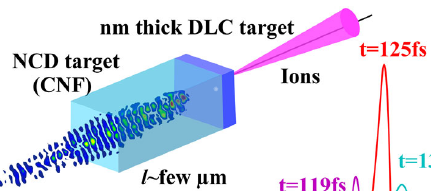 nm thick DLC target
NCD target
(CNF)
Ions
l~few µm
t=125fs
t=119fs